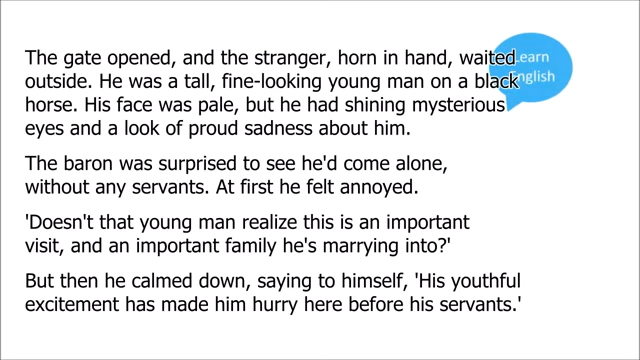 The gate opened, and the stranger, horn in hand, waited
outside. He was a tall, fine-looking young man on a black
horse. His face was pale, but he had shining mysterious
eyes and a look of proud sadness about him.
The baron was surprised to see he'd come alone,
without any servants. At first he felt annoyed.
'Doesn't that young man realize this is an important
visit, and an important family he's marrying into?'
But then he calmed down, saying to himself, 'His youthful
excitement has made him hurry here before his servants.'
Learn
English